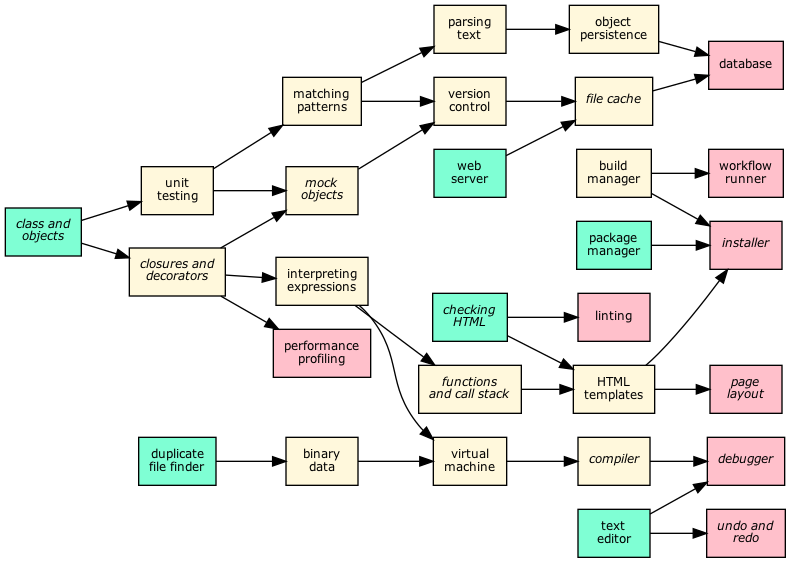 parsing
text
object
persistence
database
matching
patterns
version
control
file cache
web
server
build
manager
workflow
runner
unit
testing
mock
objects
class and
objects
package
manager
installer
closures and
decorators
interpreting
expressions
checking
HTML
linting
performance
profiling
functions
and call stack
HTML
templates
page
layout
duplicate
file finder
binary
data
virtual
machine
compiler
debugger
text
editor
undo and
redo